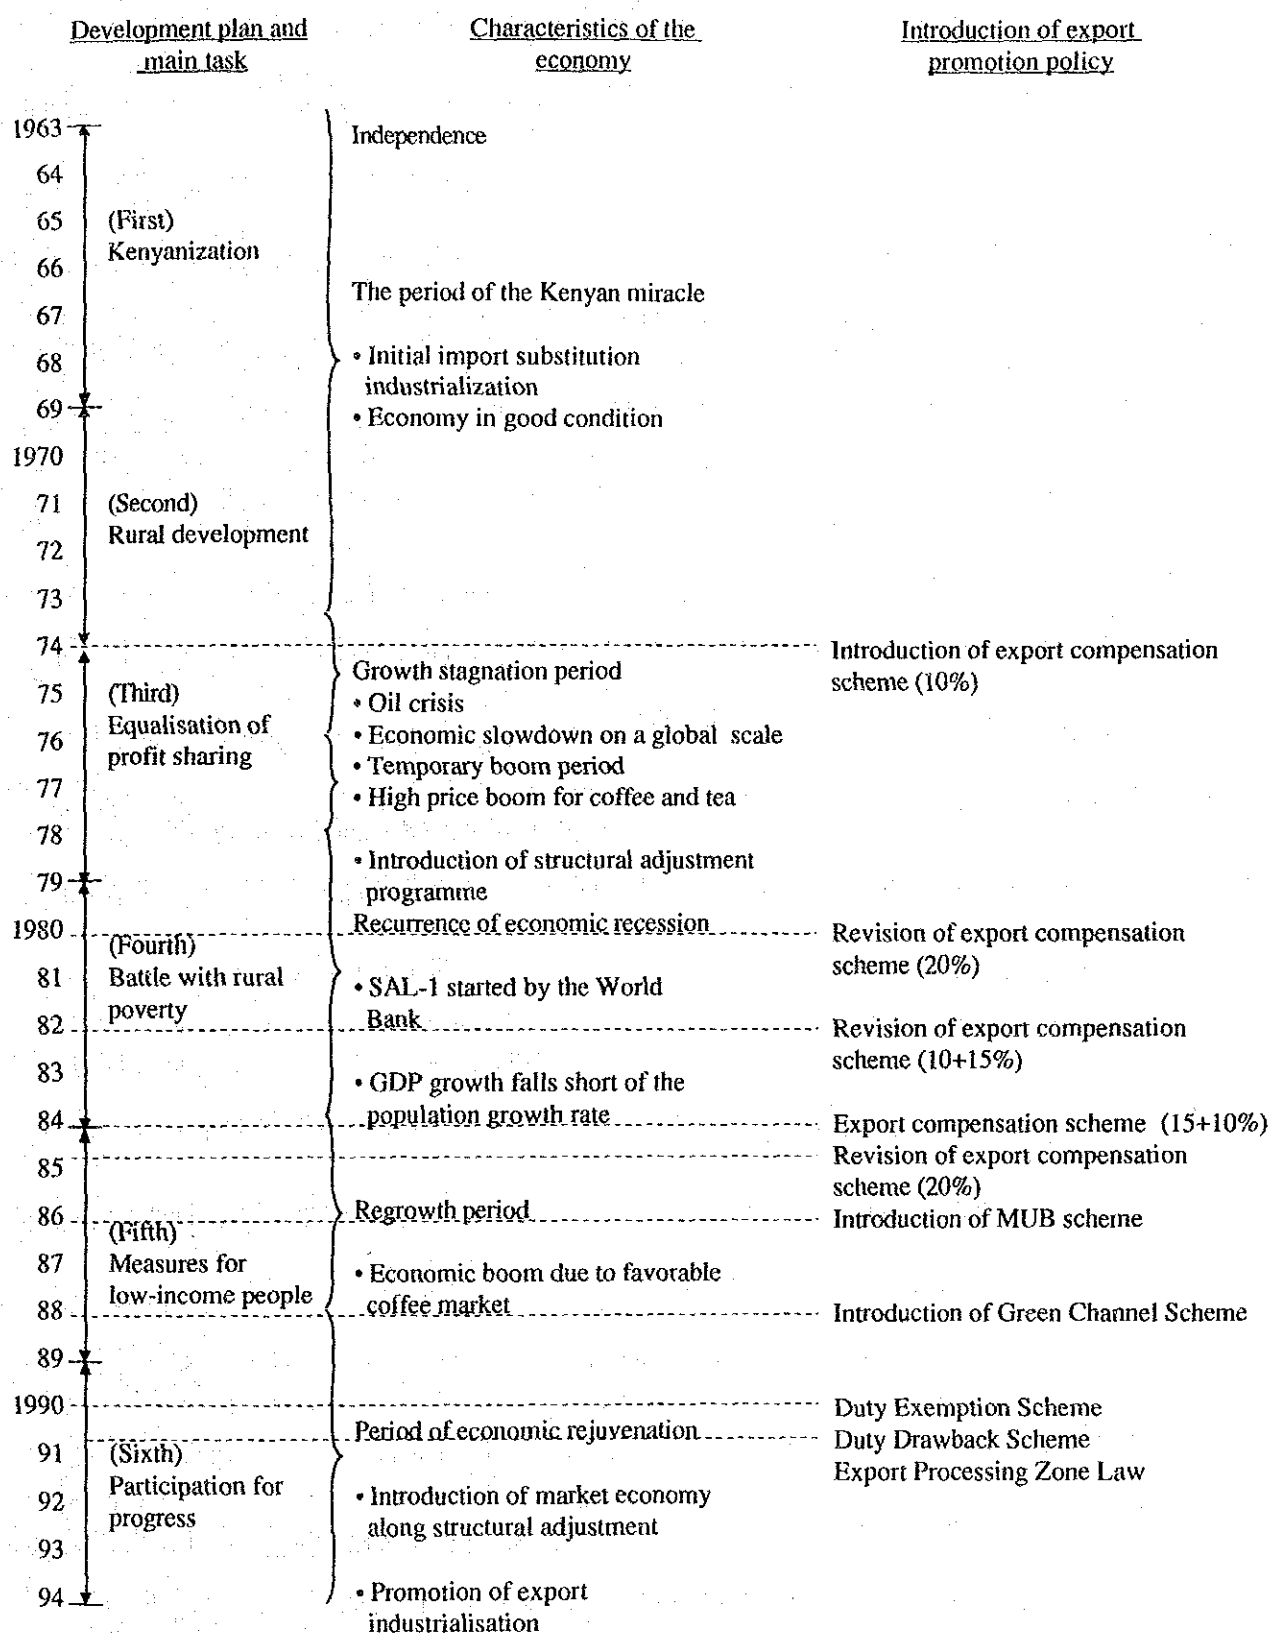 Development plan and
main task
Characteristics of the
economy
Introduction of export
promotion policy
1963
Independence
64
65 (First)
Kenyanization
66
The period of the Kenyan miracle
67
68
• Initial import substitution
industrialization
69
• Economy in good condition
1970
71 (Second)
Rural development
72
73
74
Introduction of export compensation
scheme (10%)
Growth stagnation period
75 (Third)
• Oil crisis
Equalisation of
profit sharing
76
• Economic slowdown on a global scale
• Temporary boom period
77
• High price boom for coffee and tea
78
• Introduction of structural adjustment
programme
79
1980
Recurrence of economic recession
Revision of export compensation
scheme (20%)
(Fourth)
81 Battle with rural
poverty
• SAL-1 started by the World
Bank
82
Revision of export compensation
scheme (10+15%)
83
• GDP growth falls short of the
population growth rate
84
Export compensation scheme (15+10%)
Revision of export compensation
scheme (20%)
85
86
Regrowth period
Introduction of MUB scheme
(Fifth)
87 Measures for
low-income people
• Economic boom due to favorable
coffee market
88
Introduction of Green Channel Scheme
89
1990
Duty Exemption Scheme
Period of economic rejuvenation
Duty Drawback Scheme
Export Processing Zone Law
91 (Sixth)
Participation for
progress
92
• Introduction of market economy
along structural adjustment
93
94
• Promotion of export
industrialisation